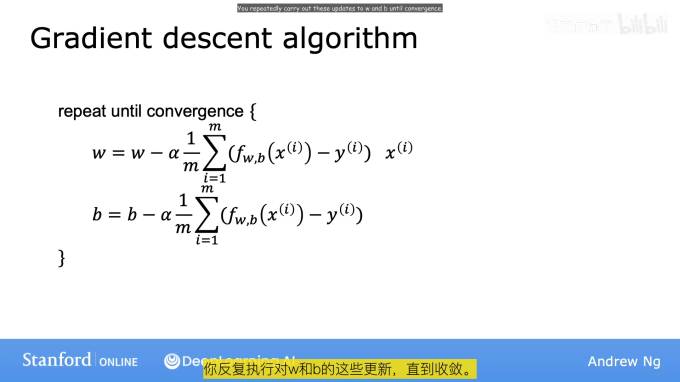 You repeatedly carry out these updates to w and b until convergence.
Gradient descent algorithm
bilibili
repeat until convergence {
w = w − α 1/m ∑_{i=1}^{m} (f_{w,b}(x^{(i)}) − y^{(i)}) x^{(i)}
b = b − α 1/m ∑_{i=1}^{m} (f_{w,b}(x^{(i)}) − y^{(i)})
}
Stanford ONLINE
Andrew Ng
你反复执行对w和b的这些更新，直到收敛。